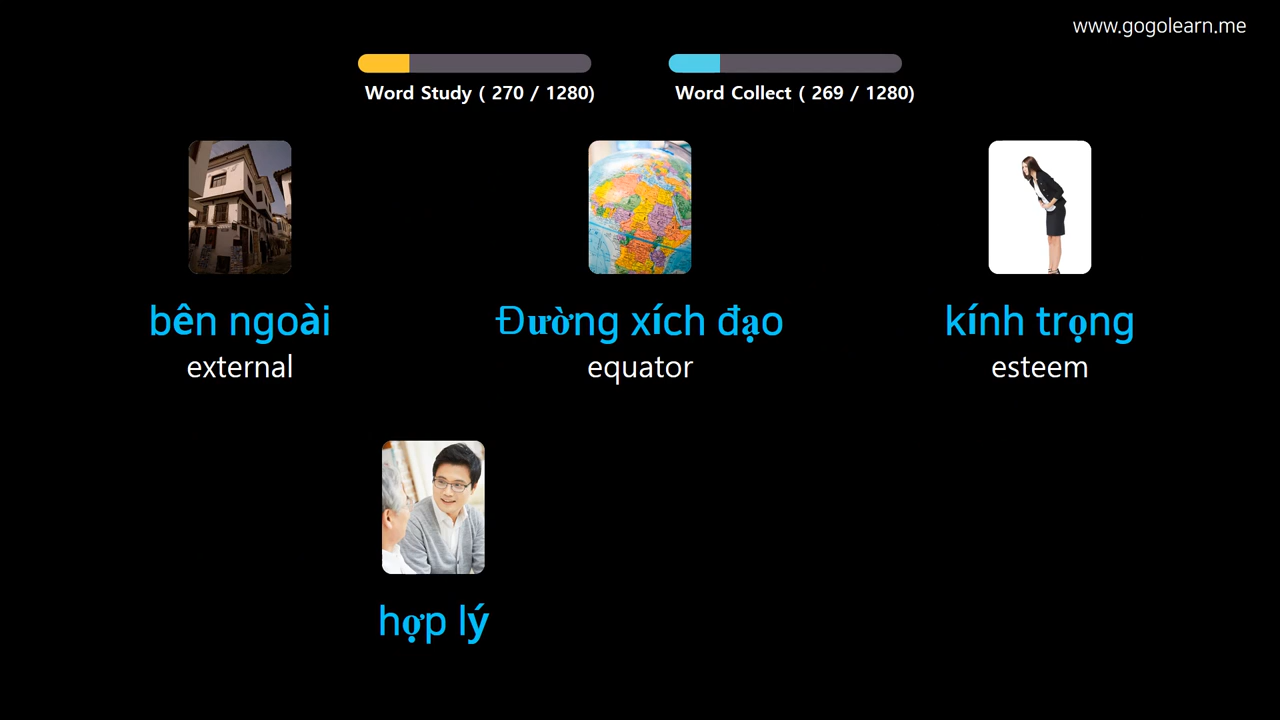 www.gogolearn.me
Word Study ( 270 / 1280)
Word Collect ( 269 / 1280)
bên ngoài
external
Đường xích đạo
equator
kính trọng
esteem
hợp lý